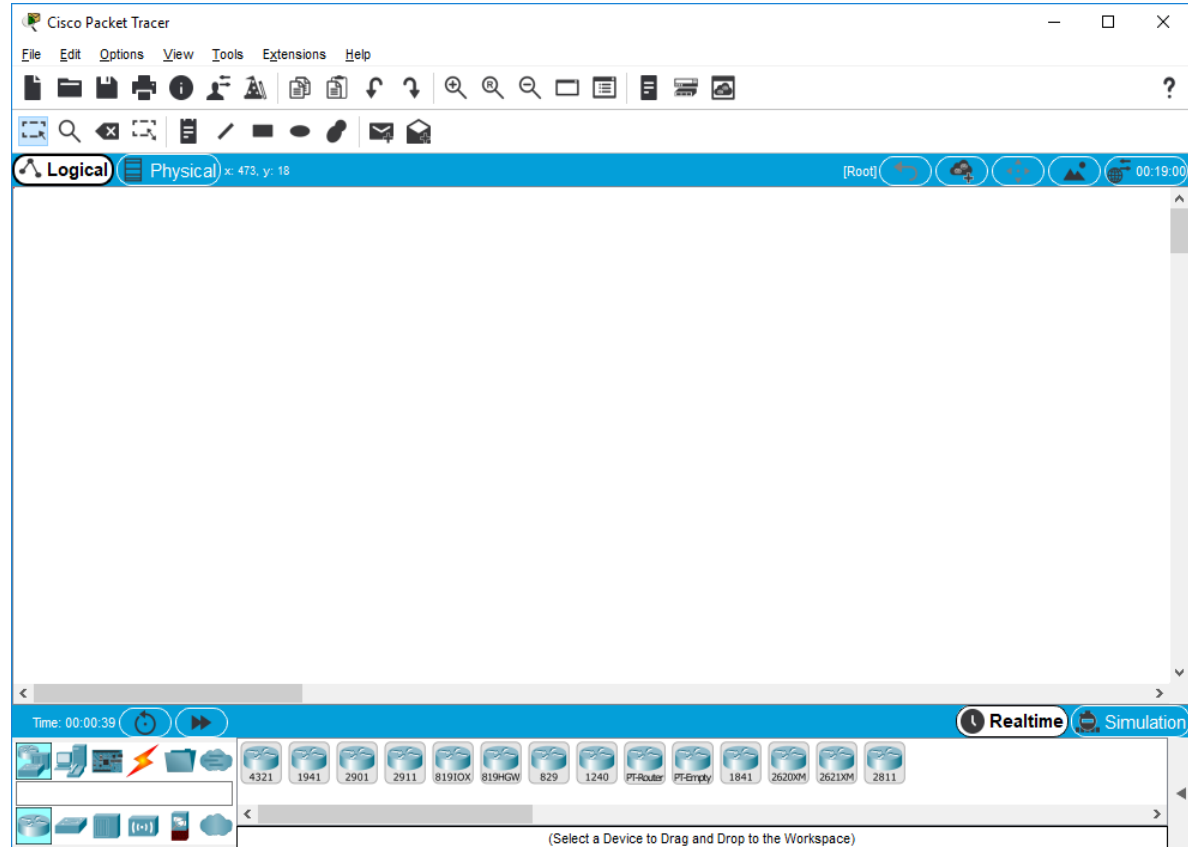 Cisco Packet Tracer
File Edit Options View Tools Extensions Help
?
Logical Physical x: 473, y: 18 [Root] 00:19:00
Time: 00:00:39 Realtime Simulation
4321 1941 2901 2911 819IOX 819HGW 829 1240 PT-Router PT-Empty 1841 2620XM 2621XM 2811
(Select a Device to Drag and Drop to the Workspace)